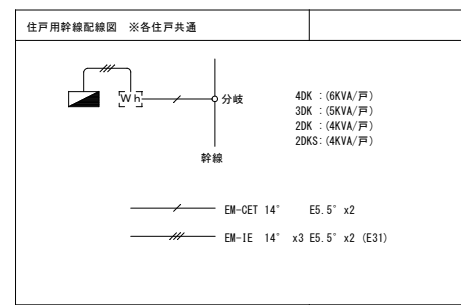 住戸用幹線配線図 ※各住戸共通
Wh
分岐
幹線
4DK :(6KVA/戸)
3DK :(5KVA/戸)
2DK :(4KVA/戸)
2DKS:(4KVA/戸)
EM-CET 14° E5.5° x2
EM-IE 14° x3 E5.5° x2 (E31)